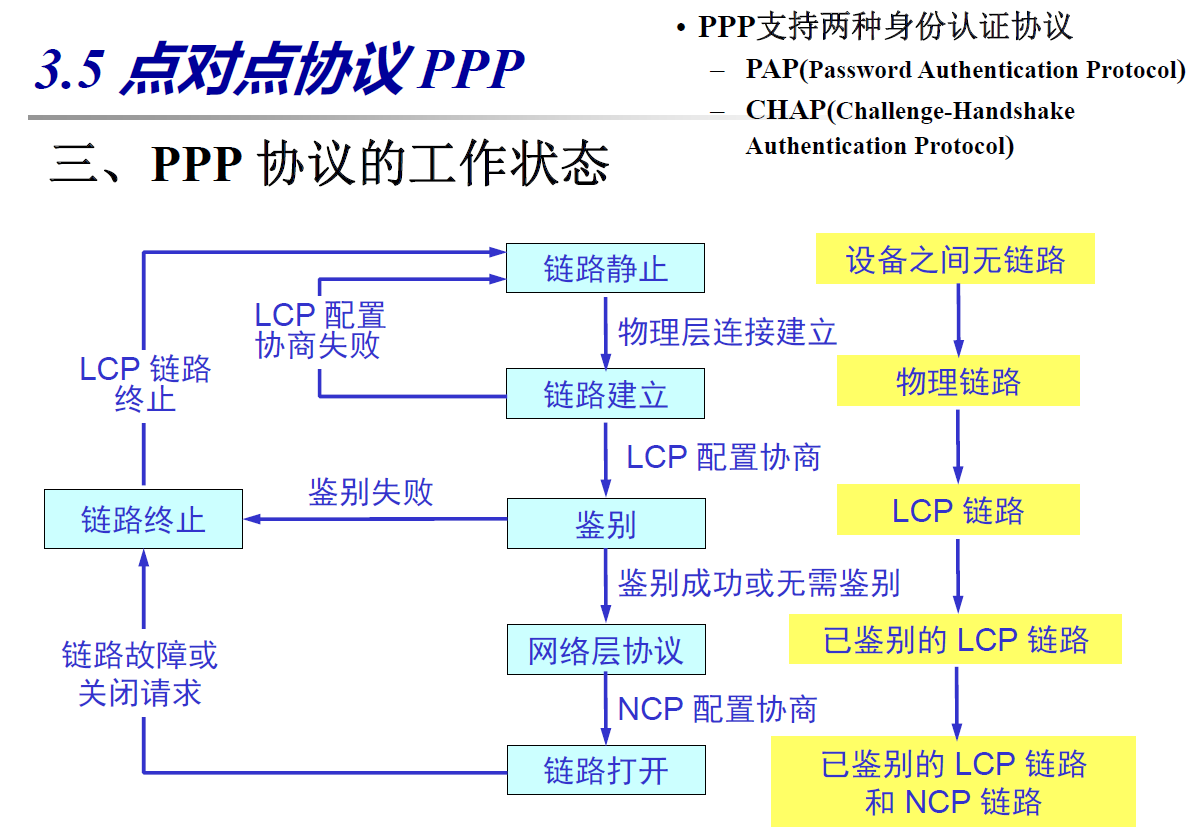 3.5 点对点协议 PPP
• PPP支持两种身份认证协议
– PAP(Password Authentication Protocol)
– CHAP(Challenge-Handshake
Authentication Protocol)
三、PPP 协议的工作状态
链路静止
设备之间无链路
LCP 配置
协商失败
物理层连接建立
LCP 链路
终止
链路建立
物理链路
LCP 配置协商
鉴别失败
链路终止
鉴别
LCP 链路
鉴别成功或无需鉴别
链路故障或
关闭请求
网络层协议
已鉴别的 LCP 链路
NCP 配置协商
链路打开
已鉴别的 LCP 链路
和 NCP 链路